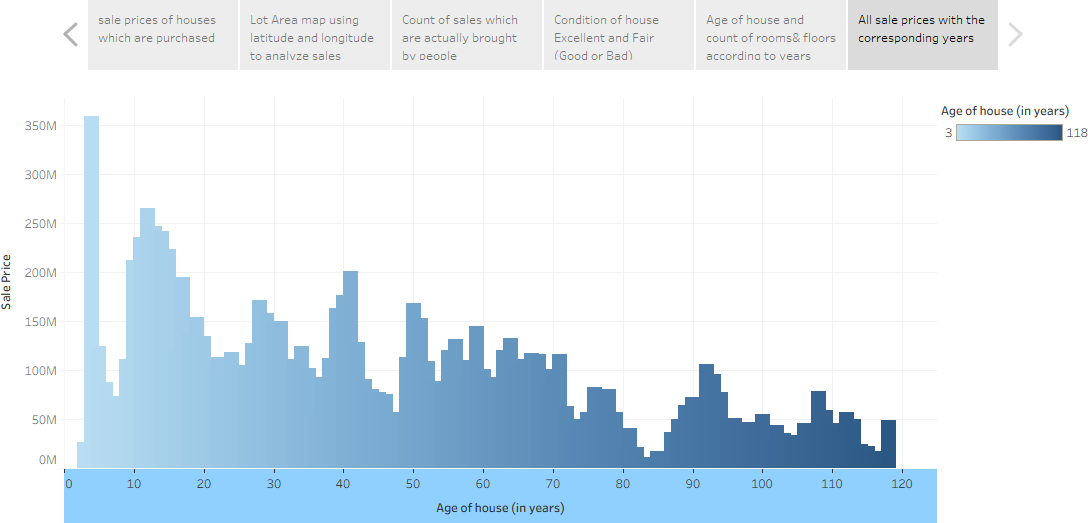 sale prices of houses
which are purchased
Lot Area map using
latitude and longitude
to analyze sales
Count of sales which
are actually brought
by people
Condition of house
Excellent and Fair
(Good or Bad)
Age of house and
count of rooms& floors
according to years
All sale prices with the
corresponding years
Age of house (in years)
3
118
Sale Price
350M
300M
250M
200M
150M
100M
50M
0M
0 10 20 30 40 50 60 70 80 90 100 110 120
Age of house (in years)